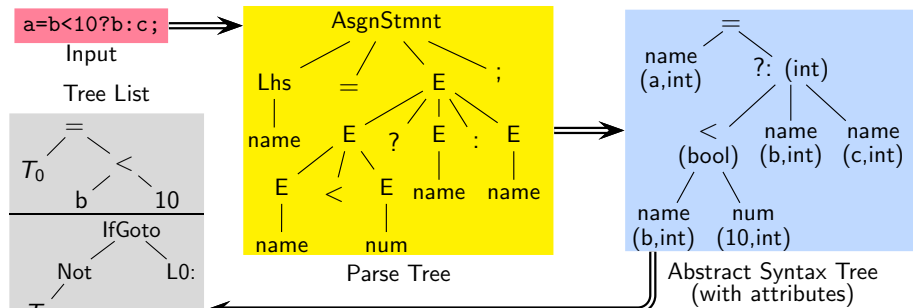 a=b<10?b:c;
Input
AsgnStmnt
Lhs = E ;
name
E ? E : E
E < E name name
name num
Parse Tree
=
name
(a,int)
?: (int)
<
(bool)
name
(b,int)
name
(c,int)
name
(b,int)
num
(10,int)
Abstract Syntax Tree
(with attributes)
Tree List
=
T0 <
b 10
IfGoto
Not L0: